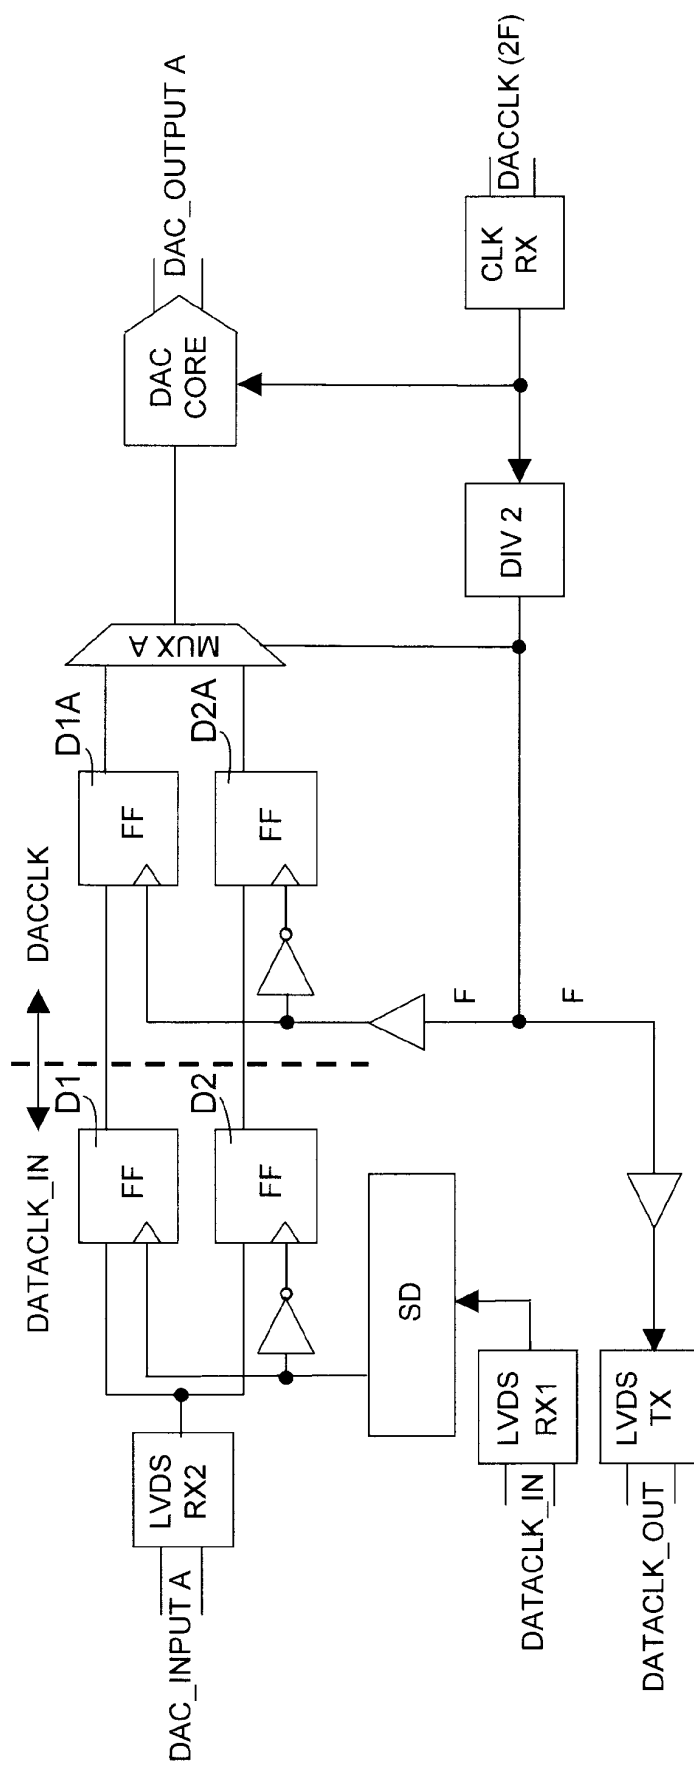 DATACLK_IN
DACCLK
DAC_INPUT A
LVDS
RX2
D1
FF
D2
FF
D1A
FF
D2A
FF
MUX A
DAC
CORE
DAC_OUTPUT A
SD
F
F
DIV 2
CLK
RX
DACCLK (2F)
DATACLK_IN
LVDS
RX1
DATACLK_OUT
LVDS
TX